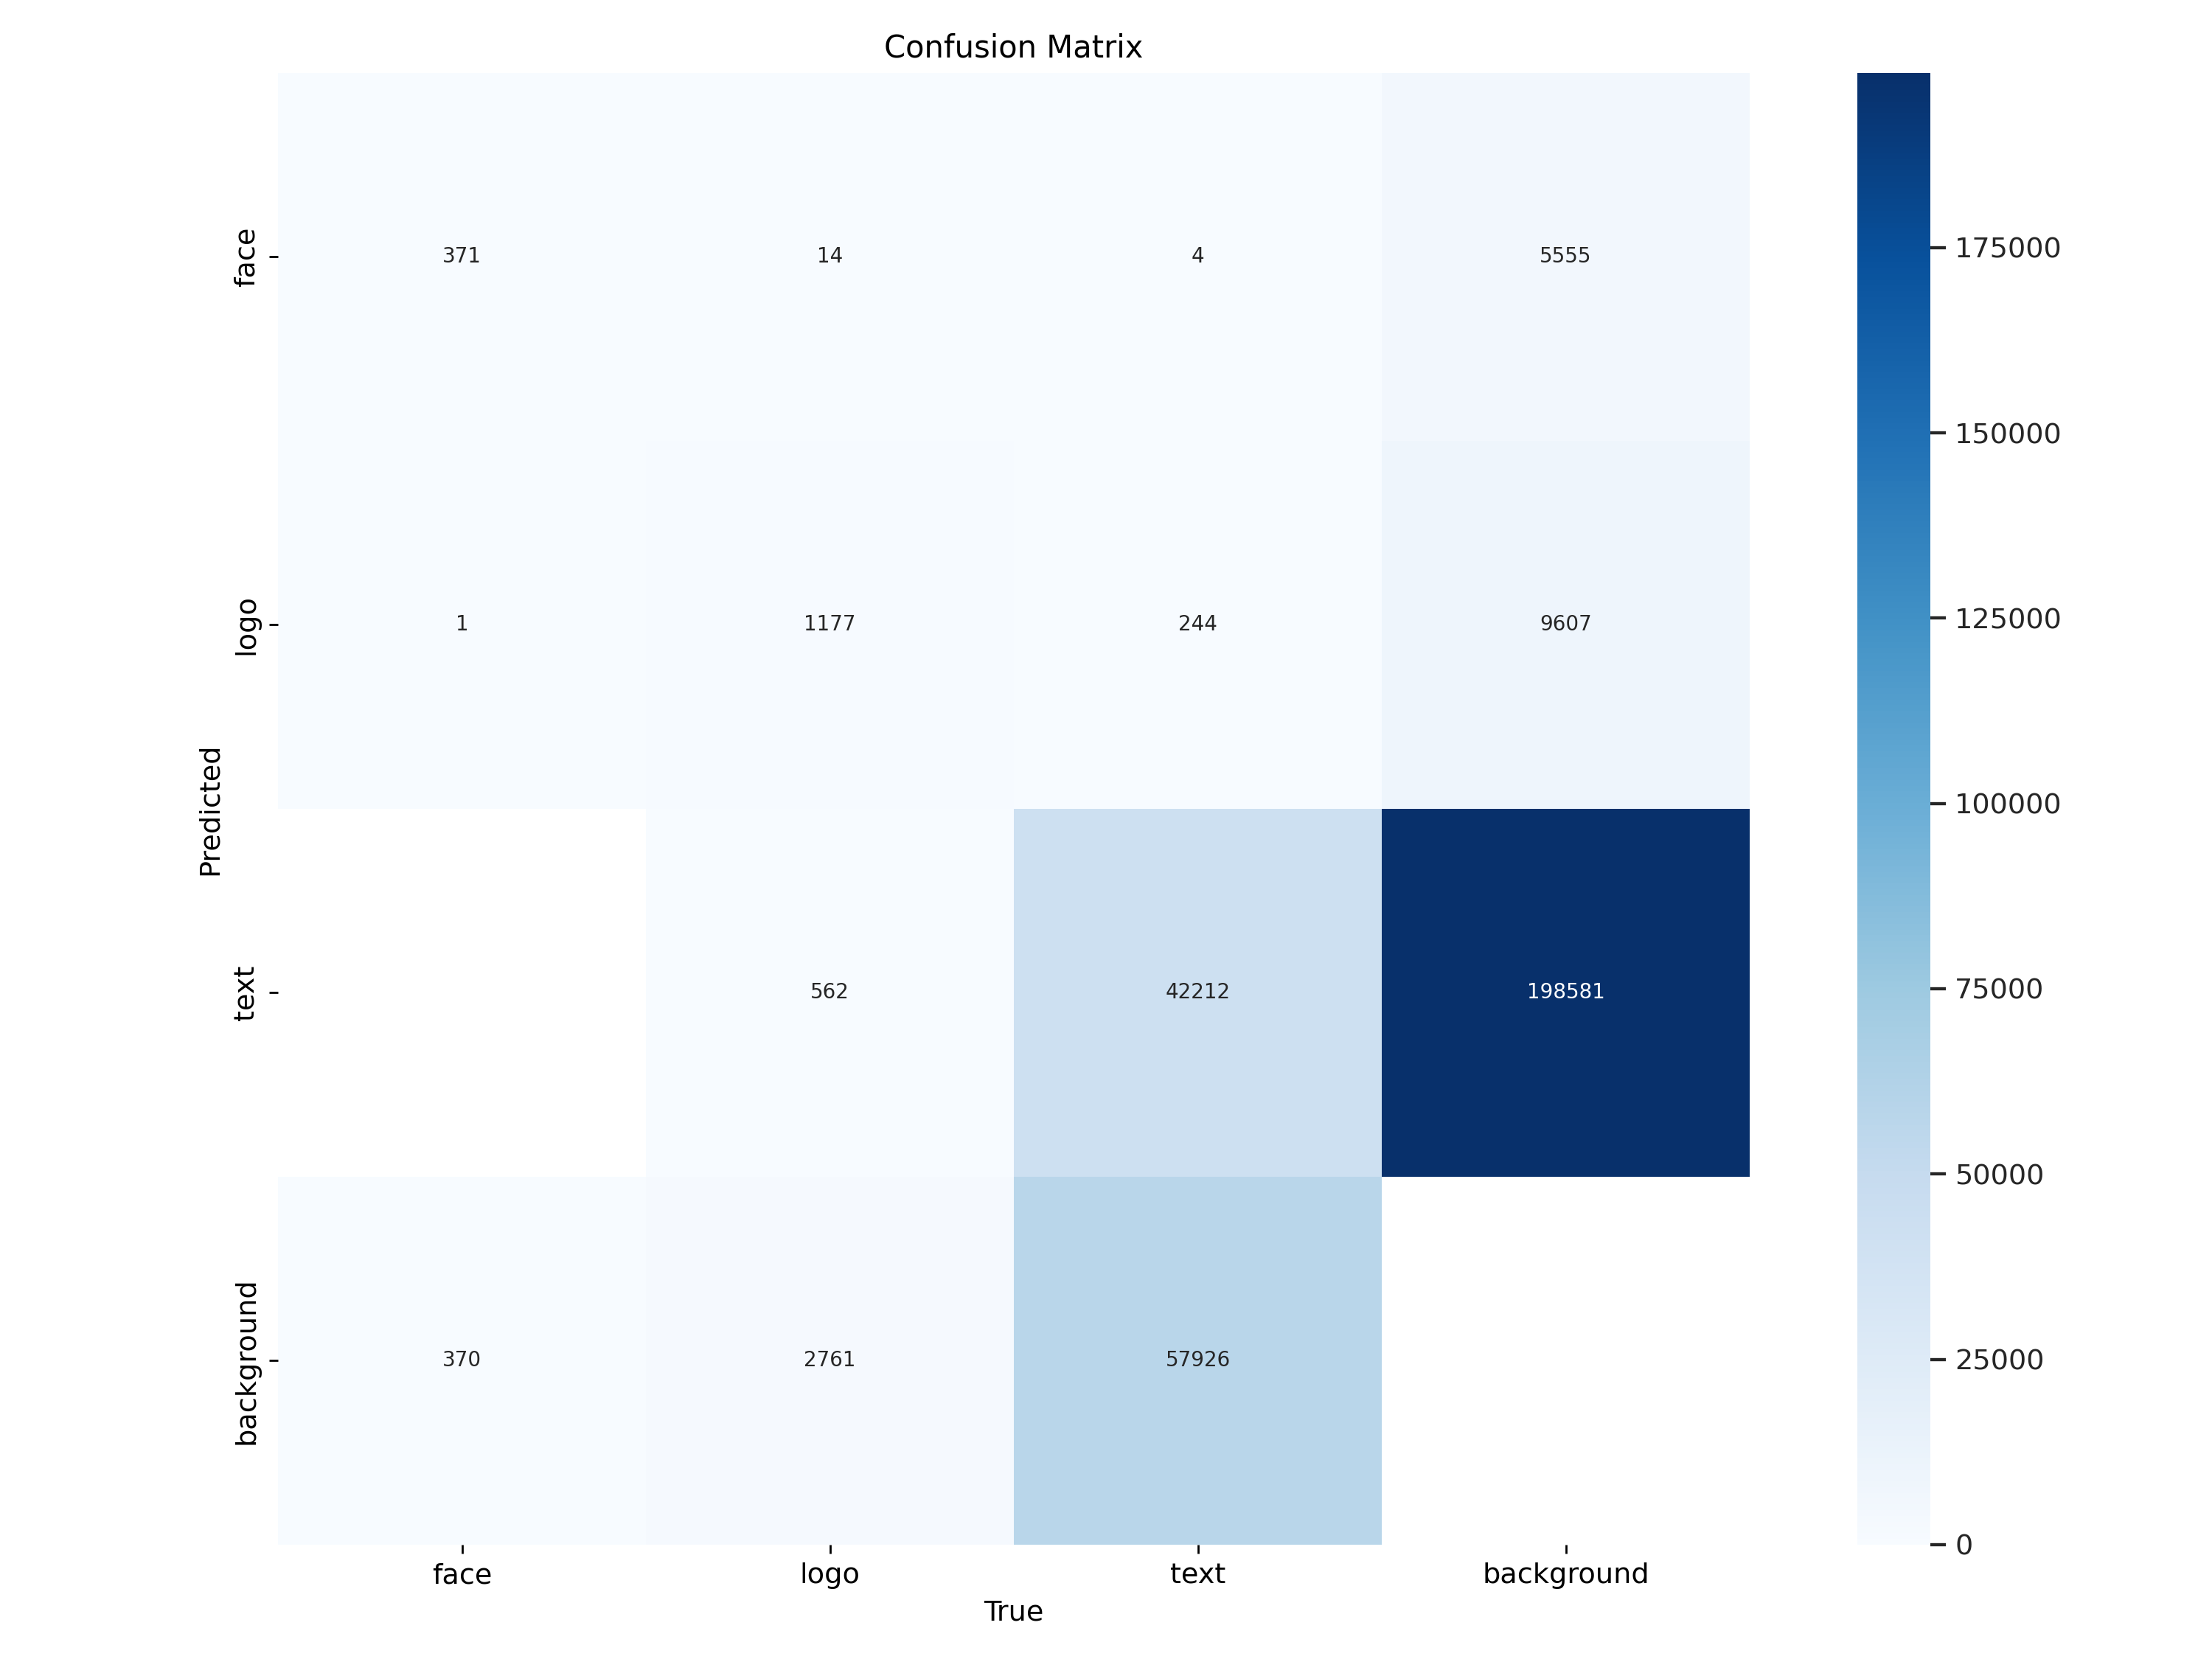 Confusion Matrix
face
371
14
4
5555
logo
1
1177
244
9607
text
562
42212
198581
background
370
2761
57926
face
logo
text
background
True
Predicted
175000
150000
125000
100000
75000
50000
25000
0